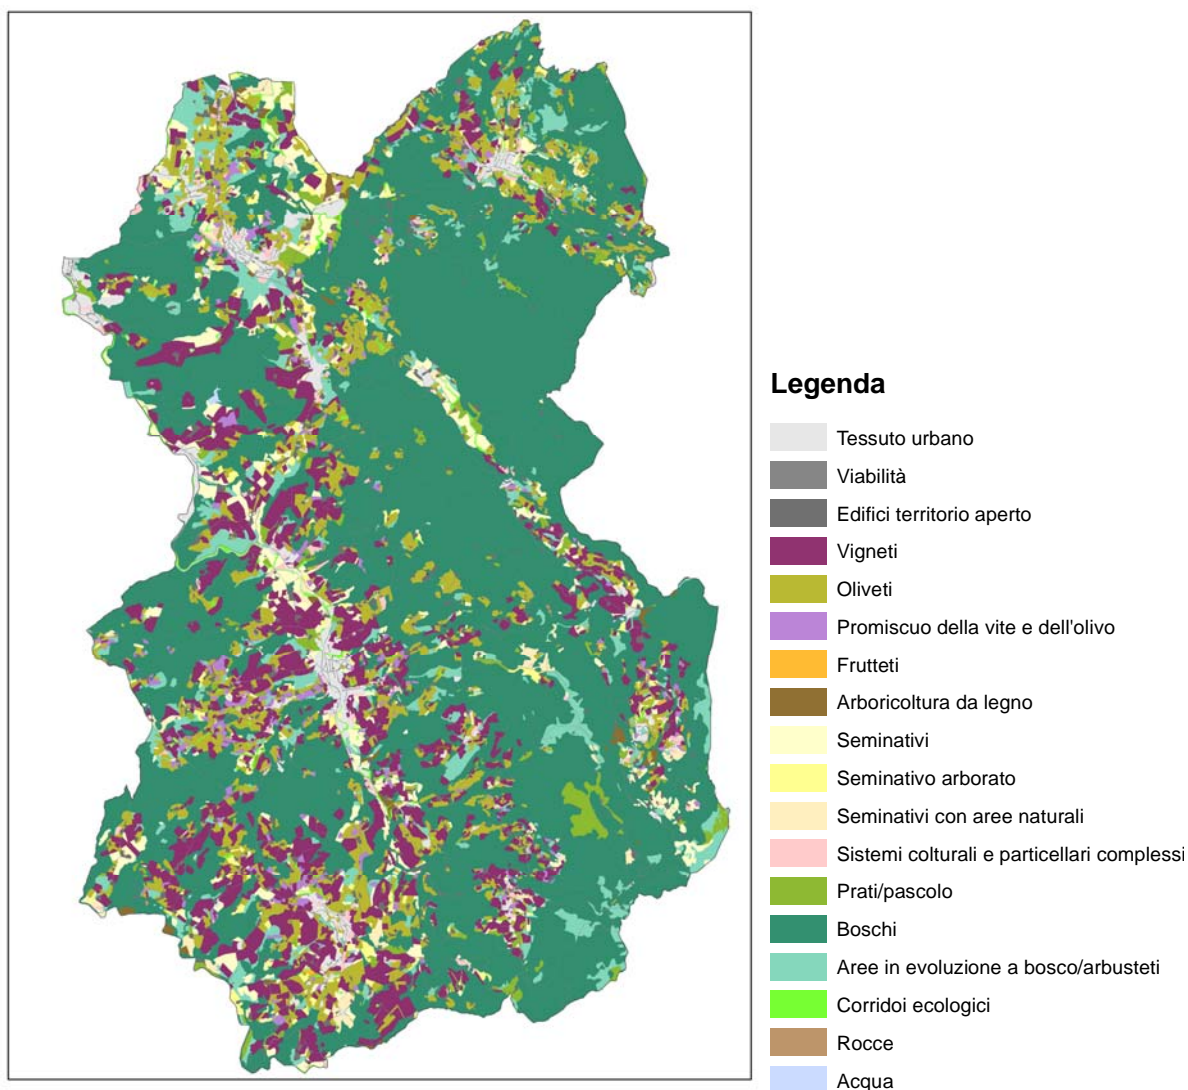 Legenda
Tessuto urbano
Viabilità
Edifici territorio aperto
Vigneti
Oliveti
Promiscuo della vite e dell'olivo
Frutteti
Arboricoltura da legno
Seminativi
Seminativo arborato
Seminativi con aree naturali
Sistemi colturali e particellari complessi
Prati/pascolo
Boschi
Aree in evoluzione a bosco/arbusteti
Corridoi ecologici
Rocce
Acqua